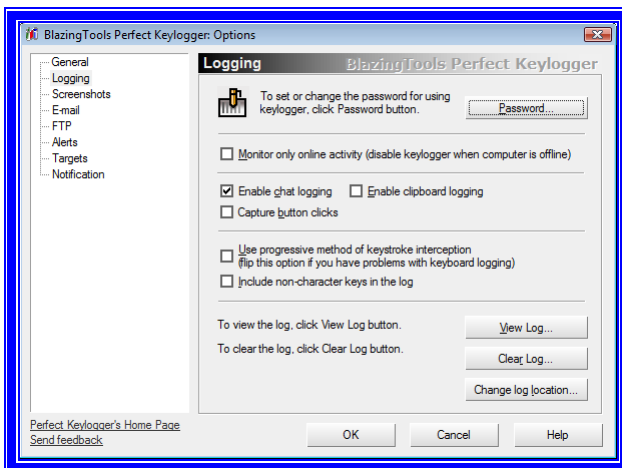 BlazingTools Perfect Keylogger: Options
General
Logging
Screenshots
E-mail
FTP
Alerts
Targets
Notification
Logging BlazingTools Perfect Keylogger
To set or change the password for using
keylogger, click Password button.
Password...
Monitor only online activity (disable keylogger when computer is offline)
Enable chat logging Enable clipboard logging
Capture button clicks
Use progressive method of keystroke interception
(flip this option if you have problems with keyboard logging)
Include non-character keys in the log
To view the log, click View Log button. View Log...
To clear the log, click Clear Log button. Clear Log...
Change log location...
Perfect Keylogger's Home Page
Send feedback
OK Cancel Help